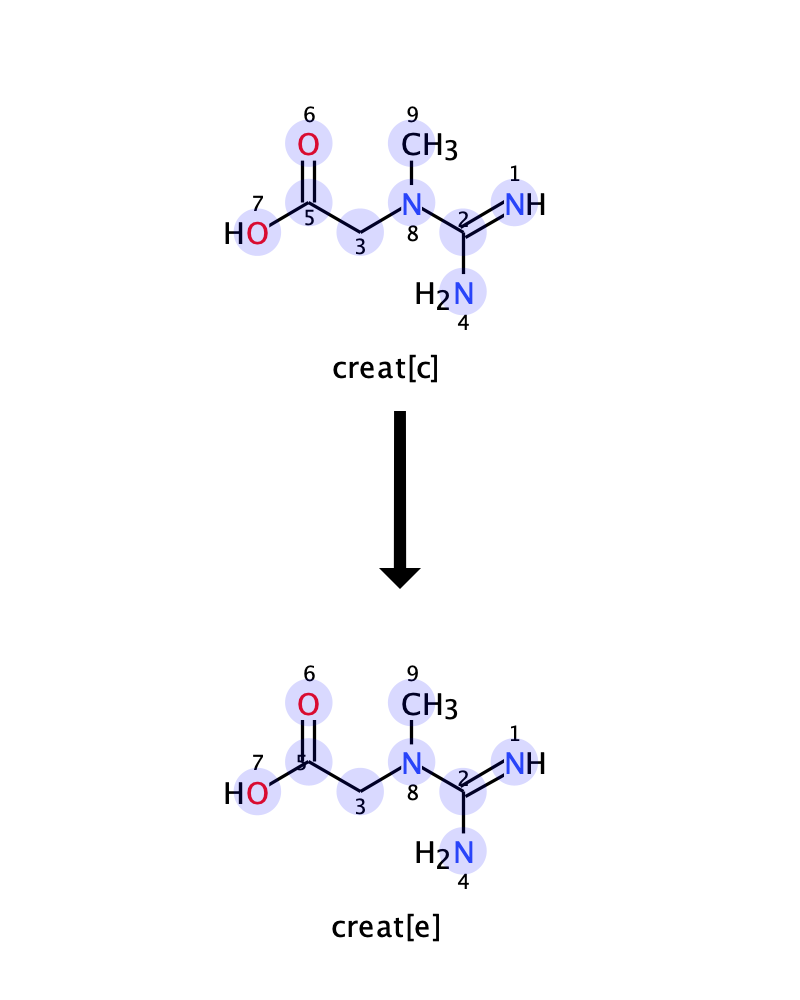 6 9
O CH3
1
7 N NH
HO 5 2
3 8
H2N
4
creat[c]
6 9
O CH3
1
7 5 N NH
HO 2
3 8
H2N
4
creat[e]